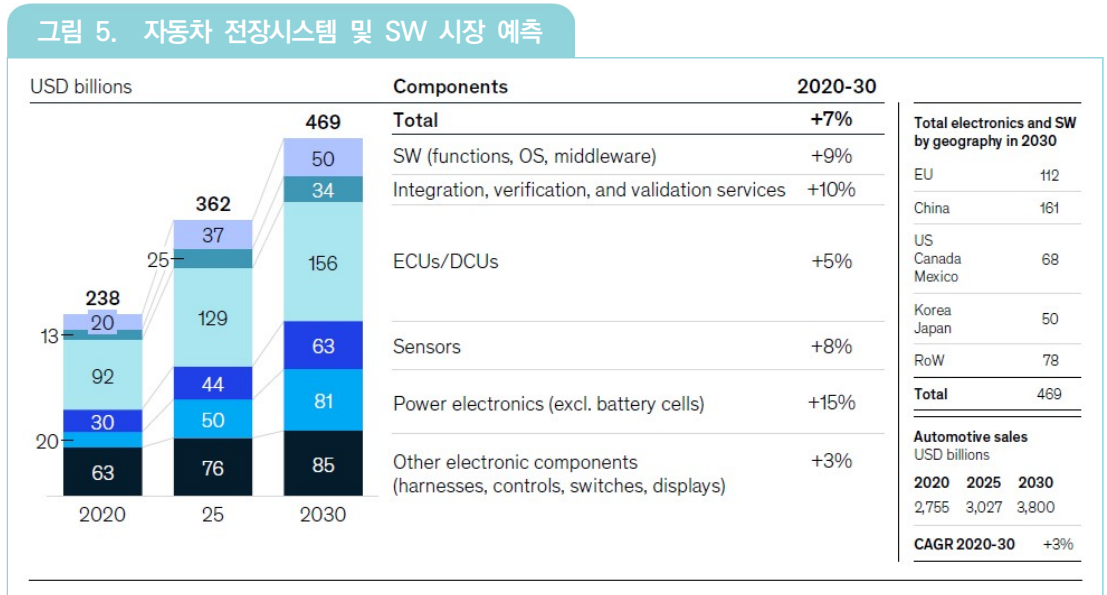 그림 5. 자동차 전장시스템 및 SW 시장 예측
USD billions
Components 2020-30
Total +7%
SW (functions, OS, middleware) +9%
Integration, verification, and validation services +10%
ECUs/DCUs +5%
Sensors +8%
Power electronics (excl. battery cells) +15%
Other electronic components +3%
(harnesses, controls, switches, displays)
238
20
13
92
30
20
63
2020
362
37
25
129
44
50
76
25
469
50
34
156
63
81
85
2030
Total electronics and SW
by geography in 2030
EU 112
China 161
US
Canada 68
Mexico
Korea 50
Japan
RoW 78
Total 469
Automotive sales
USD billions
2020 2025 2030
2,755 3,027 3,800
CAGR 2020-30 +3%